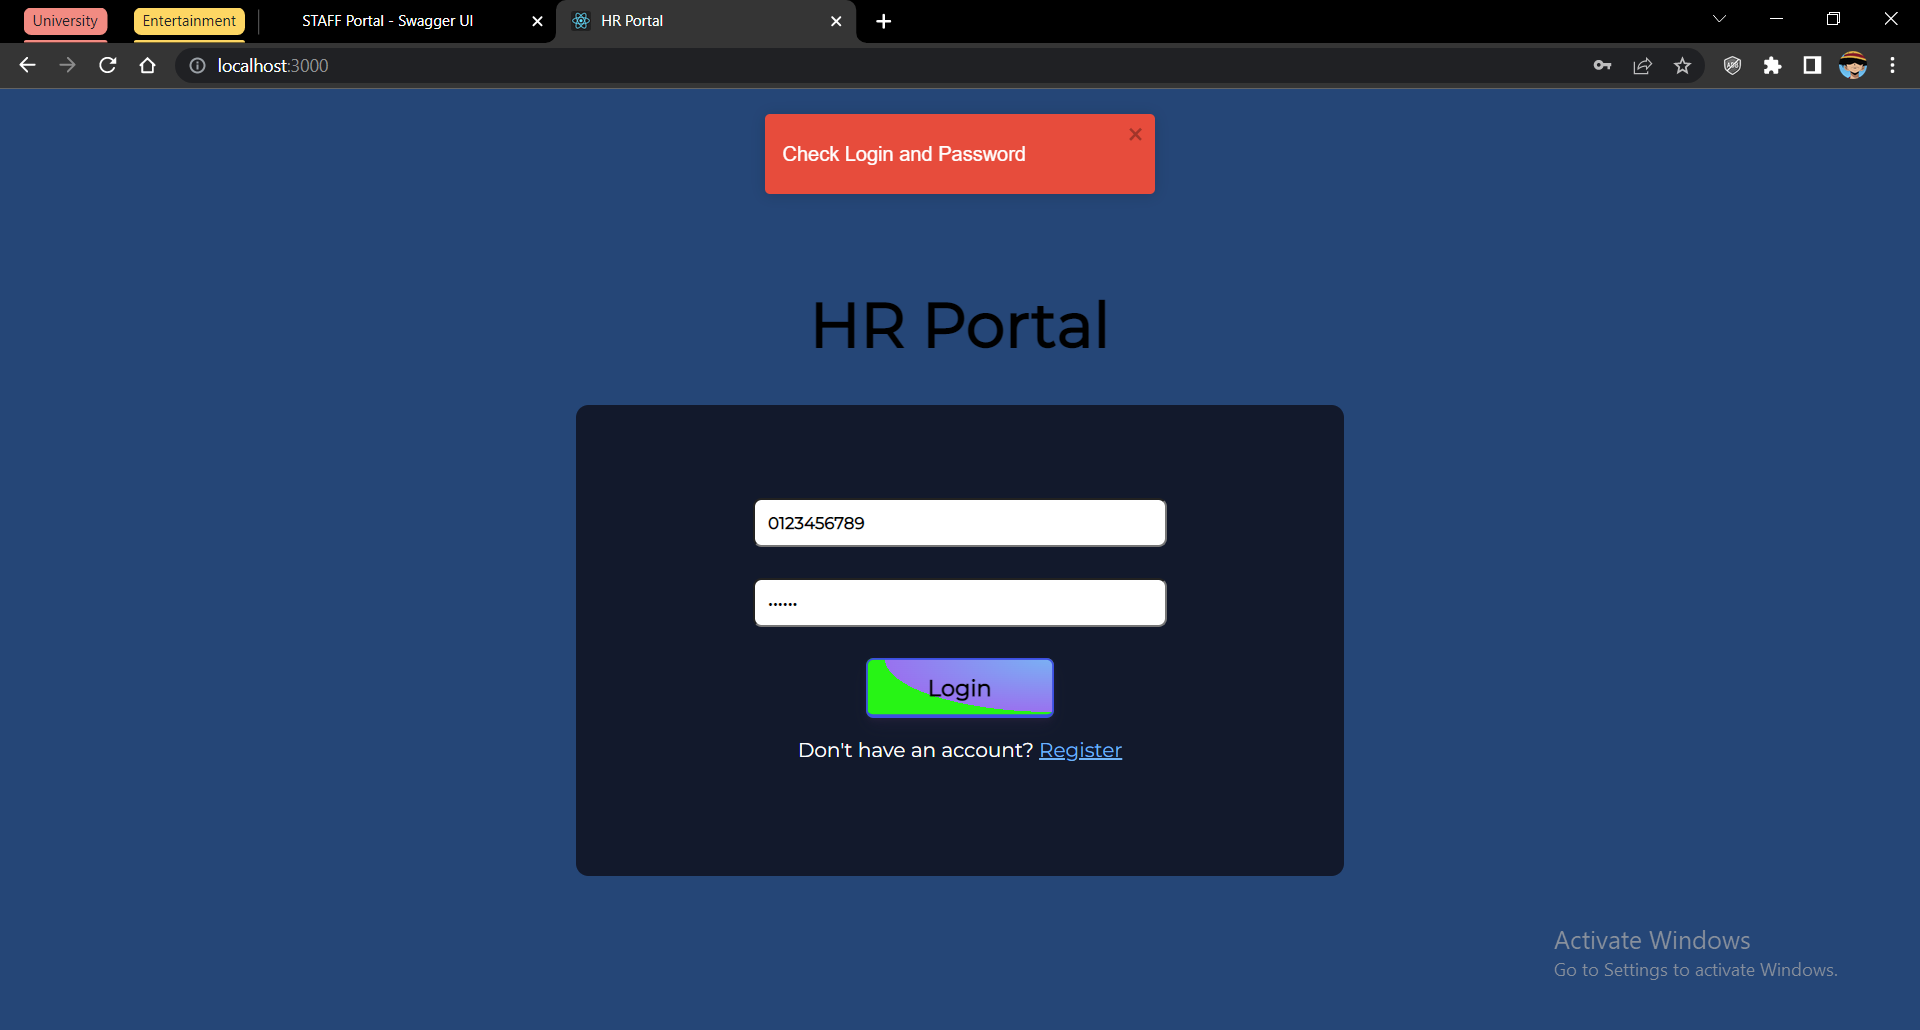 University
Entertainment
STAFF Portal - Swagger UI
HR Portal
localhost:3000
Check Login and Password
HR Portal
0123456789
••••••
Login
Don't have an account? Register
Activate Windows
Go to Settings to activate Windows.